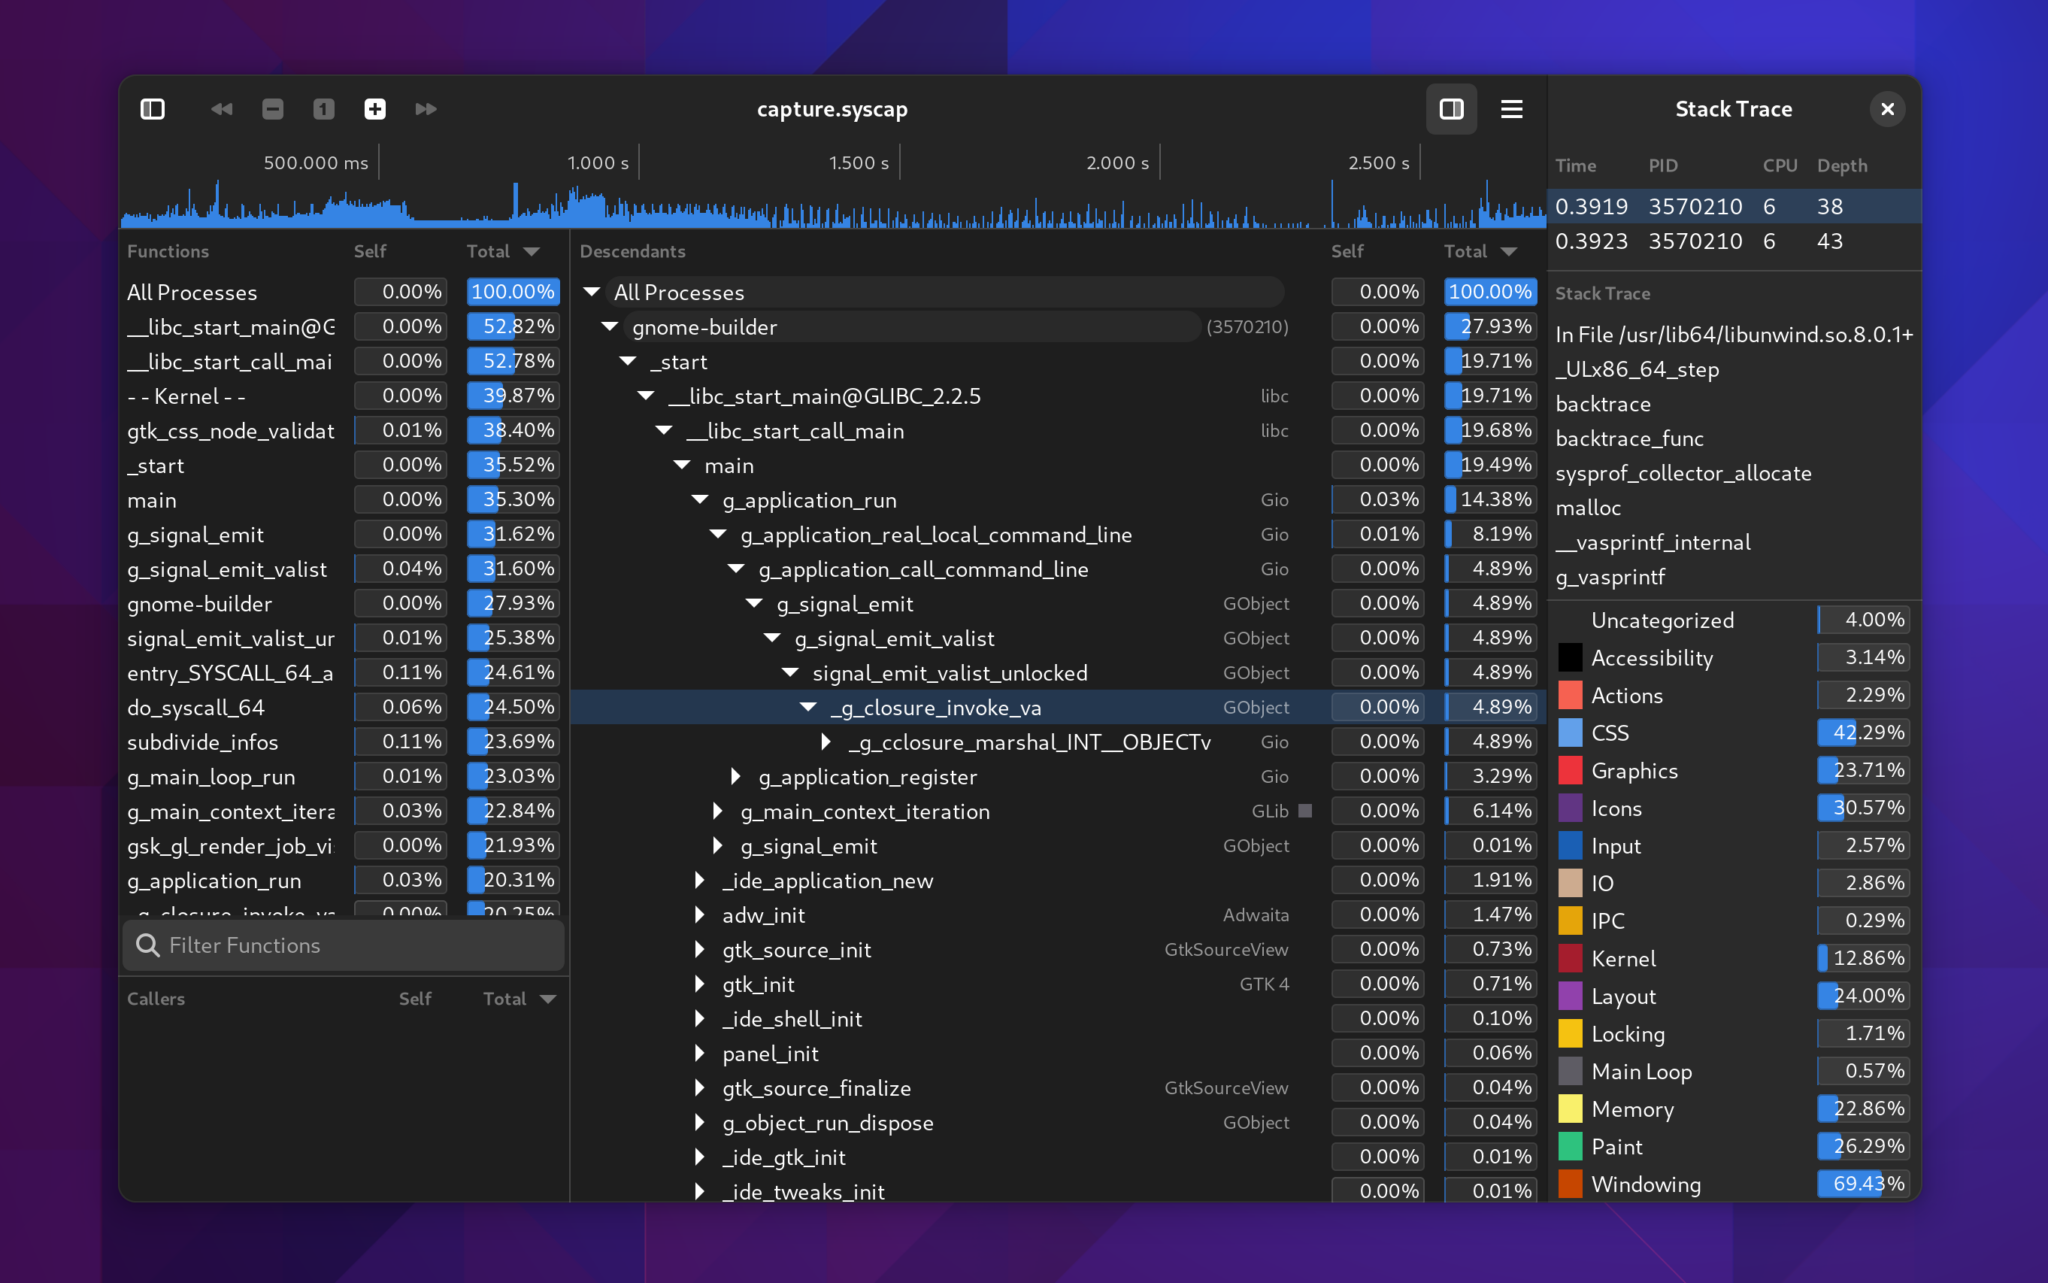 1
capture.syscap
Stack Trace
500.000 ms
1.000 s
1.500 s
2.000 s
2.500 s
Functions Self Total
All Processes 0.00% 100.00%
__libc_start_main@G 0.00% 52.82%
__libc_start_call_mai 0.00% 52.78%
- - Kernel - - 0.00% 39.87%
gtk_css_node_validat 0.01% 38.40%
_start 0.00% 35.52%
main 0.00% 35.30%
g_signal_emit 0.00% 31.62%
g_signal_emit_valist 0.04% 31.60%
gnome-builder 0.00% 27.93%
signal_emit_valist_ur 0.01% 25.38%
entry_SYSCALL_64_a 0.11% 24.61%
do_syscall_64 0.06% 24.50%
subdivide_infos 0.11% 23.69%
g_main_loop_run 0.01% 23.03%
g_main_context_itera 0.03% 22.84%
gsk_gl_render_job_vi 0.00% 21.93%
g_application_run 0.03% 20.31%
_g_closure_invoke_va 0.00% 20.25%
Filter Functions
Callers Self Total
Descendants Self Total
All Processes 0.00% 100.00%
gnome-builder (3570210) 0.00% 27.93%
_start 0.00% 19.71%
__libc_start_main@GLIBC_2.2.5 libc 0.00% 19.71%
__libc_start_call_main libc 0.00% 19.68%
main 0.00% 19.49%
g_application_run Gio 0.03% 14.38%
g_application_real_local_command_line Gio 0.01% 8.19%
g_application_call_command_line Gio 0.00% 4.89%
g_signal_emit GObject 0.00% 4.89%
g_signal_emit_valist GObject 0.00% 4.89%
signal_emit_valist_unlocked GObject 0.00% 4.89%
_g_closure_invoke_va GObject 0.00% 4.89%
_g_cclosure_marshal_INT__OBJECTv Gio 0.00% 4.89%
g_application_register Gio 0.00% 3.29%
g_main_context_iteration GLib 0.00% 6.14%
g_signal_emit GObject 0.00% 0.01%
_ide_application_new 0.00% 1.91%
adw_init Adwaita 0.00% 1.47%
gtk_source_init GtkSourceView 0.00% 0.73%
gtk_init GTK 4 0.00% 0.71%
_ide_shell_init 0.00% 0.10%
panel_init 0.00% 0.06%
gtk_source_finalize GtkSourceView 0.00% 0.04%
g_object_run_dispose GObject 0.00% 0.04%
_ide_gtk_init 0.00% 0.01%
_ide_tweaks_init 0.00% 0.01%
Time PID CPU Depth
0.3919 3570210 6 38
0.3923 3570210 6 43
Stack Trace
In File /usr/lib64/libunwind.so.8.0.1+
_ULx86_64_step
backtrace
backtrace_func
sysprof_collector_allocate
malloc
__vasprintf_internal
g_vasprintf
Uncategorized 4.00%
Accessibility 3.14%
Actions 2.29%
CSS 42.29%
Graphics 23.71%
Icons 30.57%
Input 2.57%
IO 2.86%
IPC 0.29%
Kernel 12.86%
Layout 24.00%
Locking 1.71%
Main Loop 0.57%
Memory 22.86%
Paint 26.29%
Windowing 69.43%